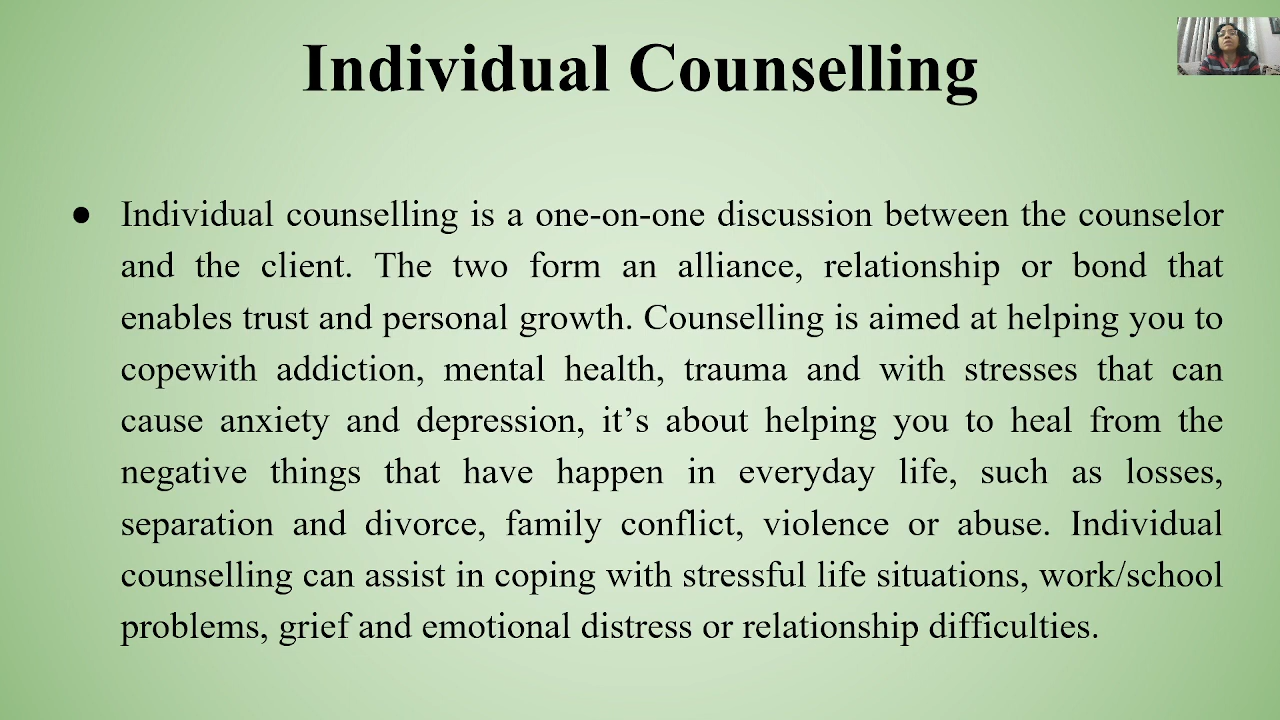 Individual Counselling
● Individual counselling is a one-on-one discussion between the counselor
and the client. The two form an alliance, relationship or bond that
enables trust and personal growth. Counselling is aimed at helping you to
copewith addiction, mental health, trauma and with stresses that can
cause anxiety and depression, it’s about helping you to heal from the
negative things that have happen in everyday life, such as losses,
separation and divorce, family conflict, violence or abuse. Individual
counselling can assist in coping with stressful life situations, work/school
problems, grief and emotional distress or relationship difficulties.